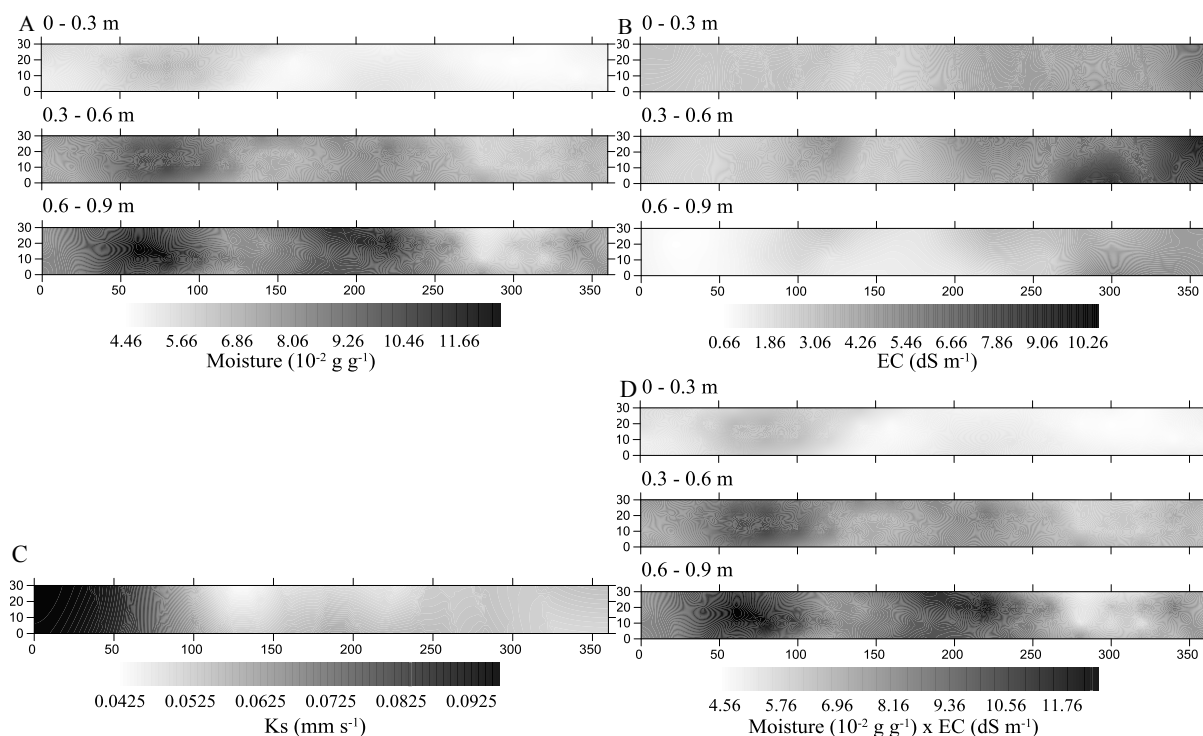 A
0 - 0.3 m
30
20
10
0
0.3 - 0.6 m
30
20
10
0
0.6 - 0.9 m
30
20
10
0
0 50 100 150 200 250 300 350
4.46 5.66 6.86 8.06 9.26 10.46 11.66
Moisture (10⁻² g g⁻¹)
B
0 - 0.3 m
30
20
10
0
0.3 - 0.6 m
30
20
10
0
0.6 - 0.9 m
30
20
10
0
0 50 100 150 200 250 300 350
0.66 1.86 3.06 4.26 5.46 6.66 7.86 9.06 10.26
EC (dS m⁻¹)
C
30
20
10
0
0 50 100 150 200 250 300 350
0.0425 0.0525 0.0625 0.0725 0.0825 0.0925
Ks (mm s⁻¹)
D
0 - 0.3 m
30
20
10
0
0.3 - 0.6 m
30
20
10
0
0.6 - 0.9 m
30
20
10
0
0 50 100 150 200 250 300 350
4.56 5.76 6.96 8.16 9.36 10.56 11.76
Moisture (10⁻² g g⁻¹) x EC (dS m⁻¹)